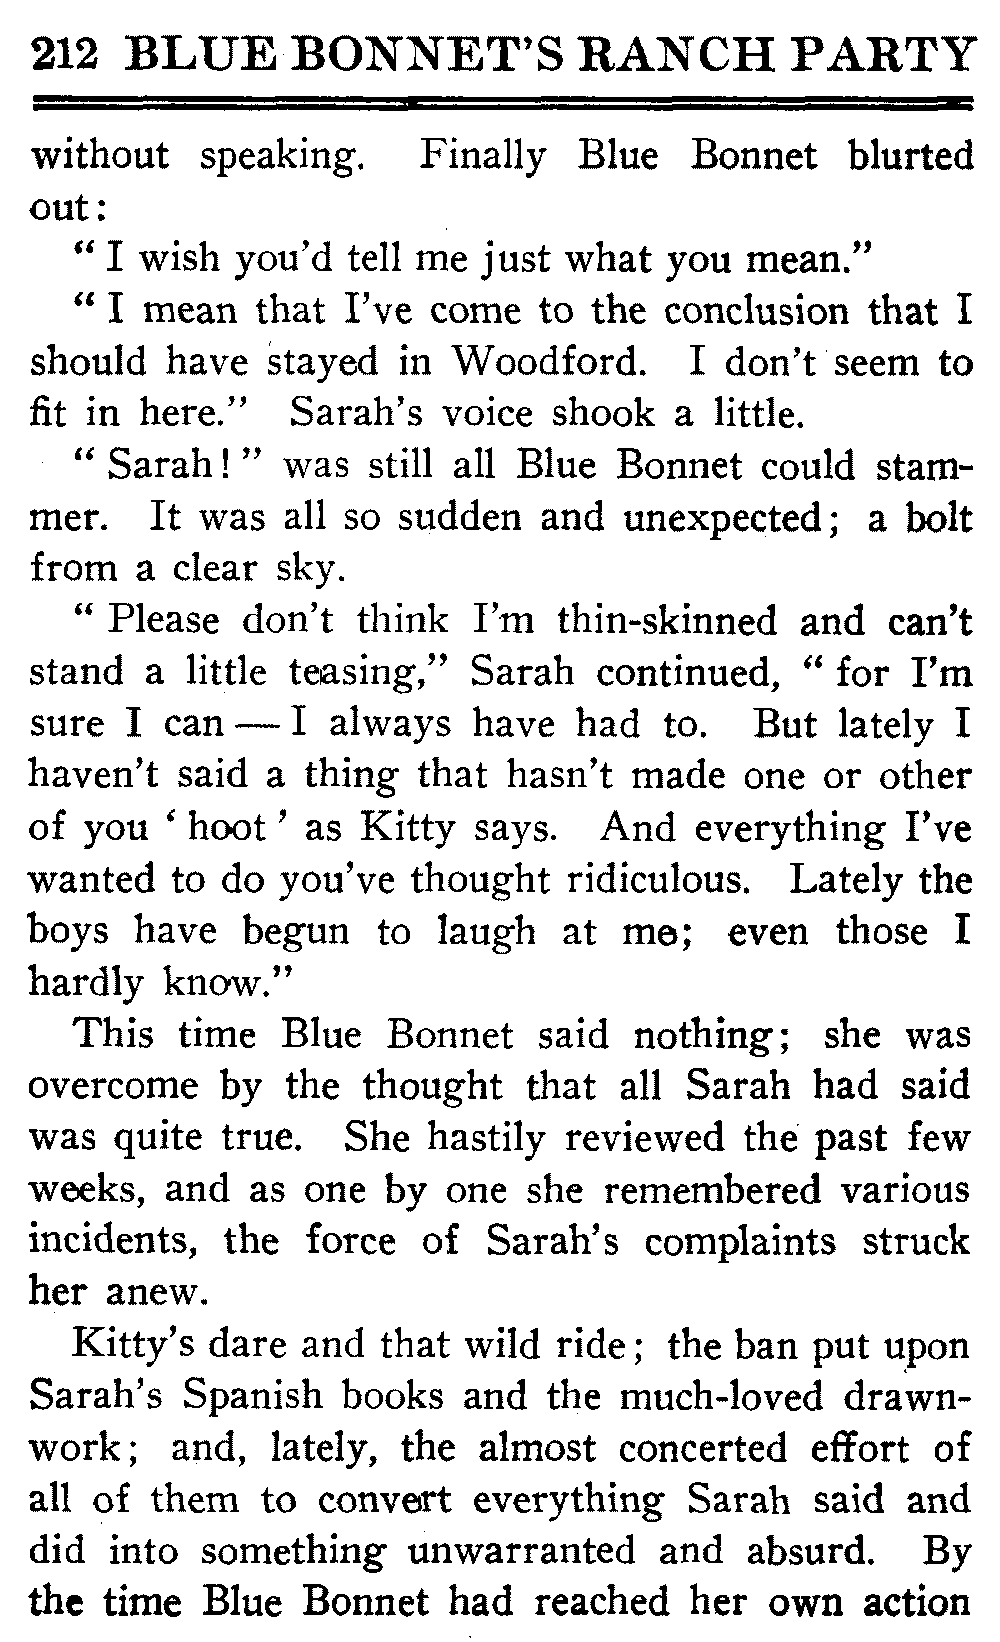 212 BLUE BONNET'S RANCH PARTY
without speaking. Finally Blue Bonnet blurted
out:
" I wish you'd tell me just what you mean."
" I mean that I've come to the conclusion that I
should have stayed in Woodford. I don't seem to
fit in here." Sarah's voice shook a little.
" Sarah! " was still all Blue Bonnet could stam-
mer. It was all so sudden and unexpected; a bolt
from a clear sky.
" Please don't think I'm thin-skinned and can't
stand a little teasing," Sarah continued, " for I'm
sure I can — I always have had to. But lately I
haven't said a thing that hasn't made one or other
of you ' hoot ' as Kitty says. And everything I've
wanted to do you've thought ridiculous. Lately the
boys have begun to laugh at me; even those I
hardly know."
This time Blue Bonnet said nothing; she was
overcome by the thought that all Sarah had said
was quite true. She hastily reviewed the past few
weeks, and as one by one she remembered various
incidents, the force of Sarah's complaints struck
her anew.
Kitty's dare and that wild ride; the ban put upon
Sarah's Spanish books and the much-loved drawn-
work; and, lately, the almost concerted effort of
all of them to convert everything Sarah said and
did into something unwarranted and absurd. By
the time Blue Bonnet had reached her own action